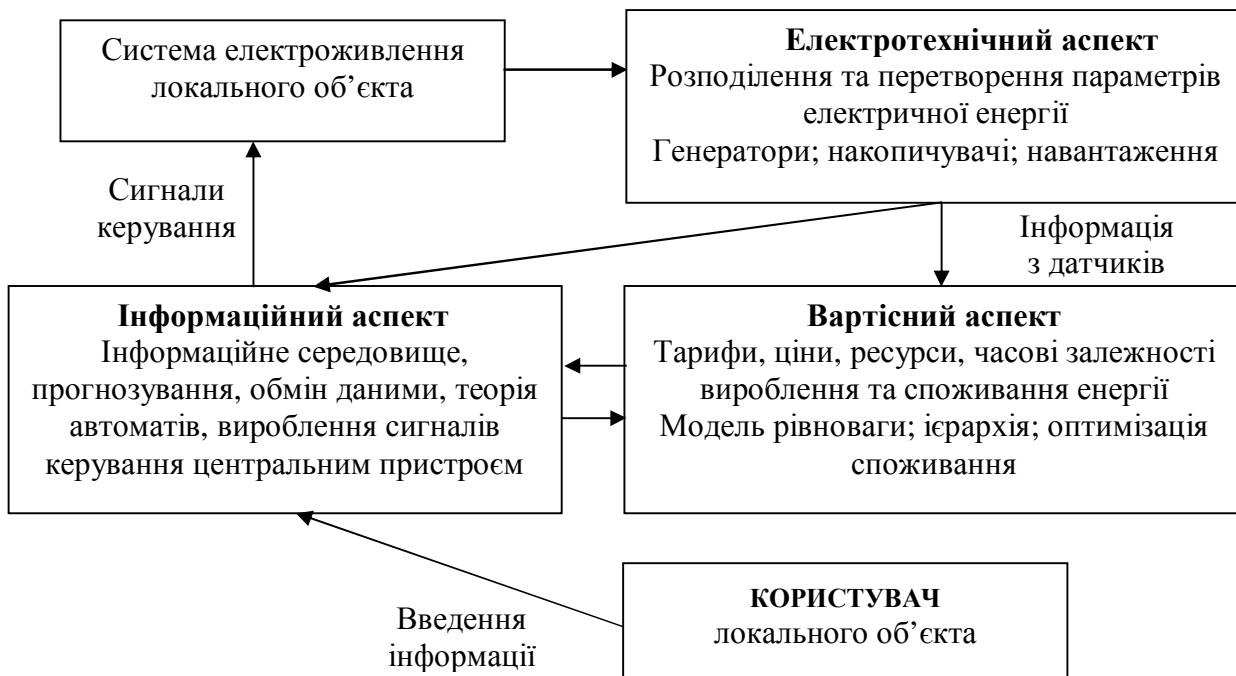 Система електроживлення
локального об’єкта
Електротехнічний аспект
Розподілення та перетворення параметрів
електричної енергії
Генератори; накопичувачі; навантаження
Сигнали
керування
Інформація
з датчиків
Інформаційний аспект
Інформаційне середовище,
прогнозування, обмін даними, теорія
автоматів, вироблення сигналів
керування центральним пристроєм
Вартісний аспект
Тарифи, ціни, ресурси, часові залежності
вироблення та споживання енергії
Модель рівноваги; ієрархія; оптимізація
споживання
Введення
інформації
КОРИСТУВАЧ
локального об’єкта